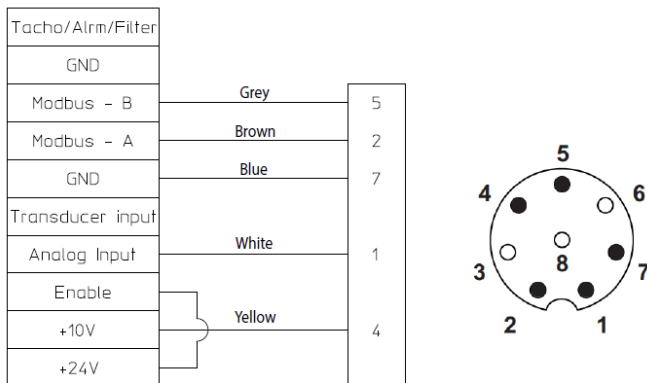 Tacho/Alrm/Filter
GND
Modbus - B
Grey
5
Modbus - A
Brown
2
GND
Blue
7
Transducer input
Analog Input
White
1
Enable
+10V
Yellow
4
+24V
5
4
6
3
8
7
2
1